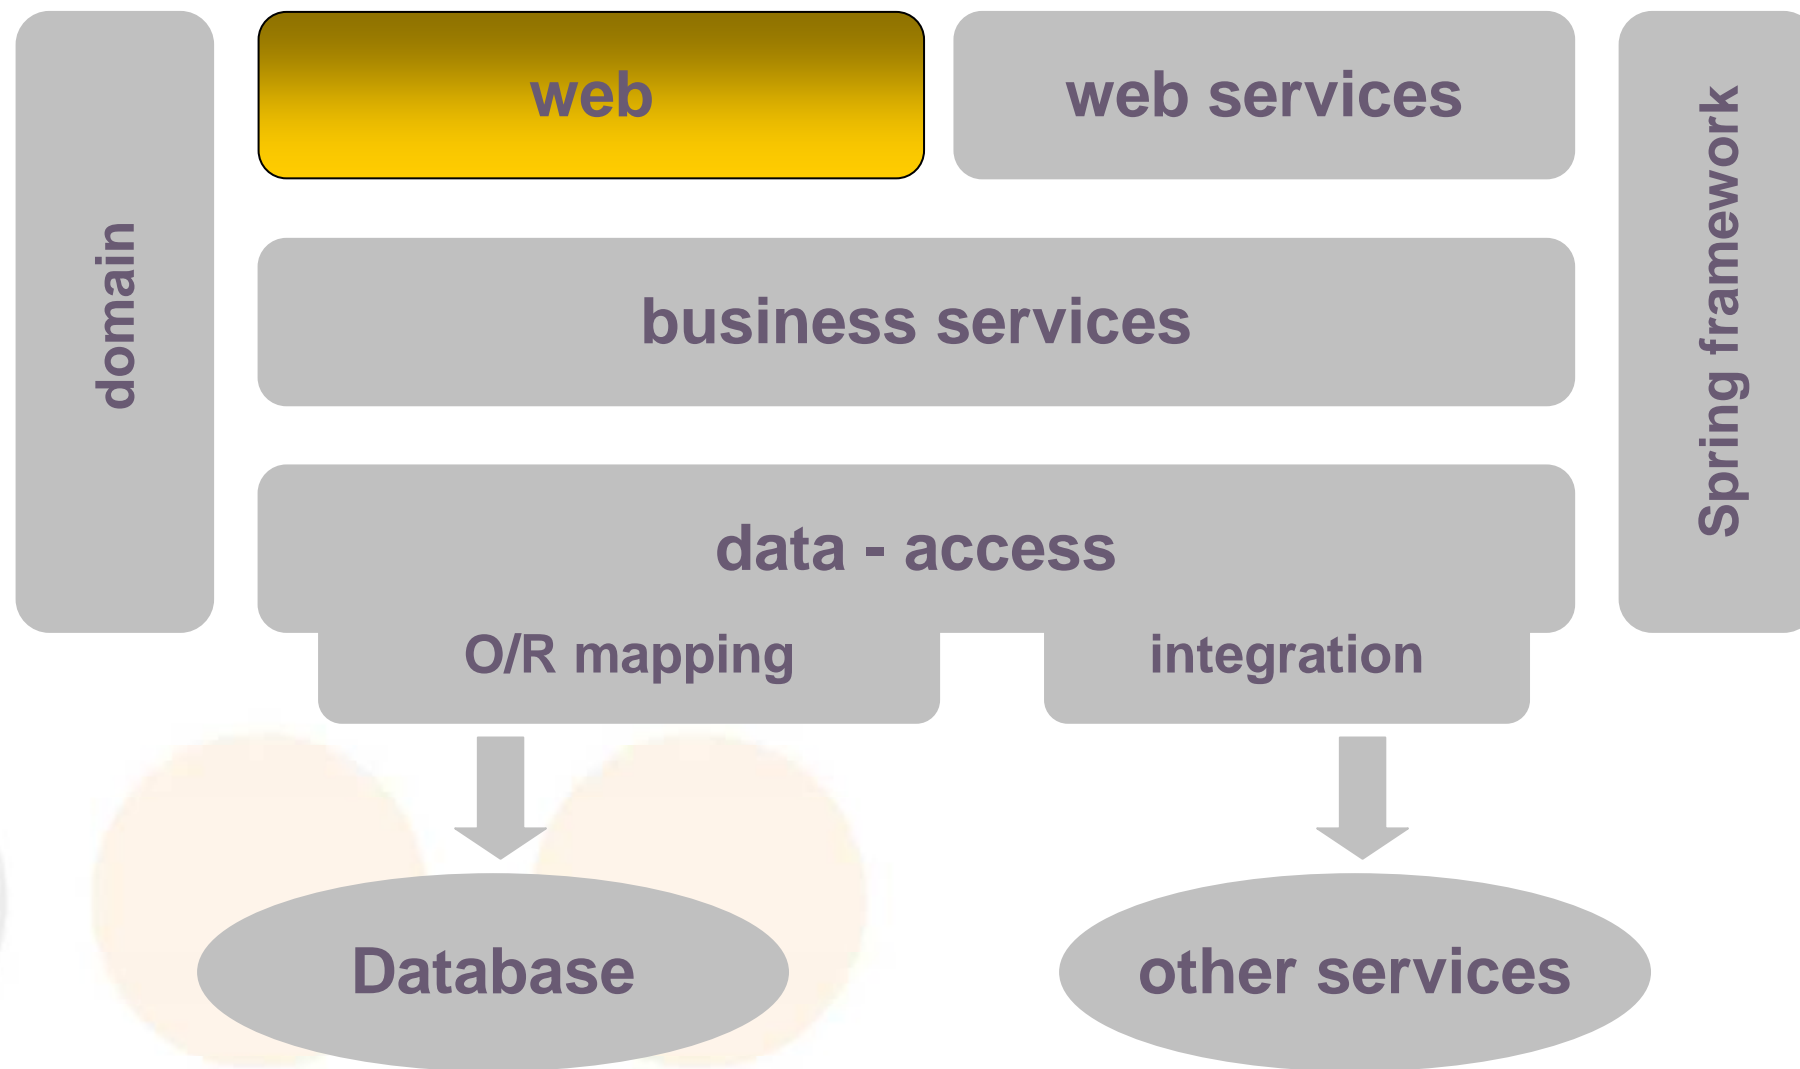 domain
web
web services
Spring framework
business services
data - access
O/R mapping
integration
Database
other services